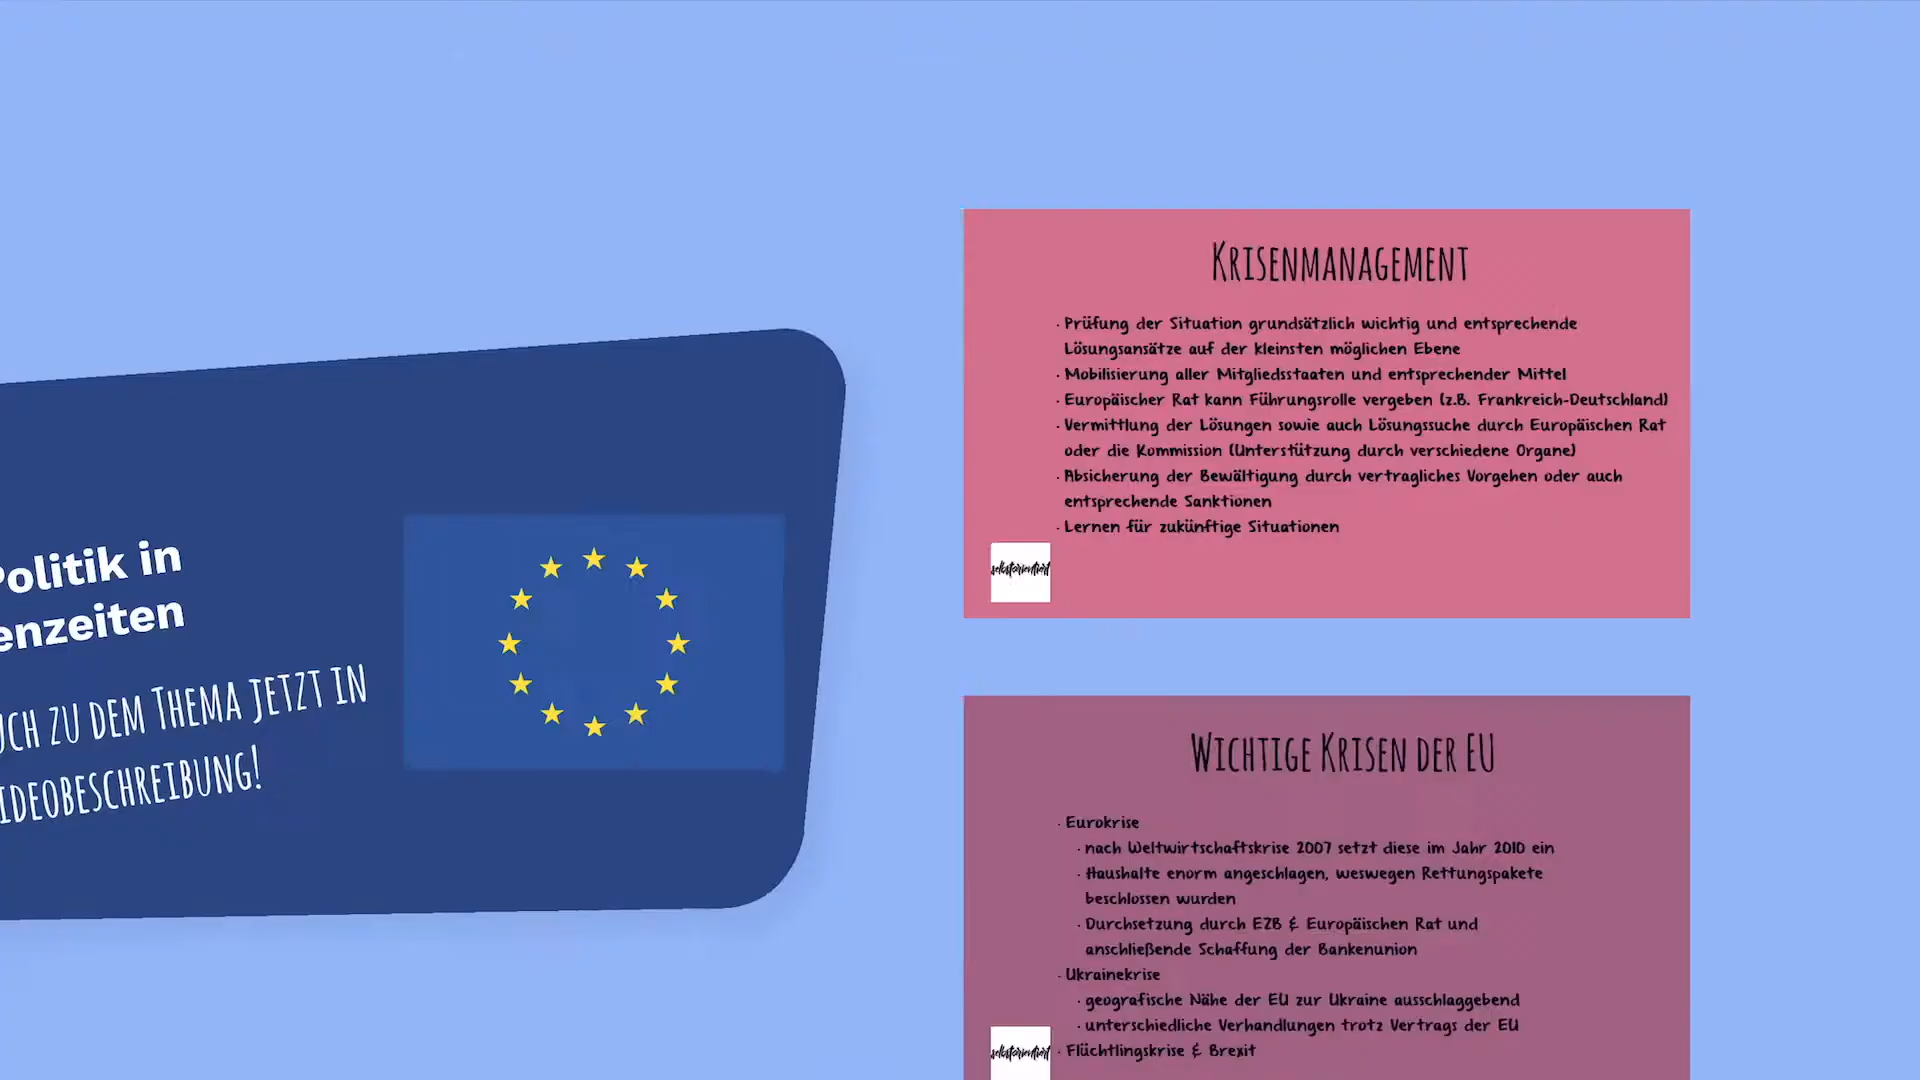 Politik in
enzeiten
UCH ZU DEM THEMA JETZT IN
IDEOBESCHREIBUNG!
KRISENMANAGEMENT
· Prüfung der Situation grundsätzlich wichtig und entsprechende
Lösungsansätze auf der kleinsten möglichen Ebene
· Mobilisierung aller Mitgliedsstaaten und entsprechender Mittel
· Europäischer Rat kann Führungsrolle vergeben (z.B. Frankreich-Deutschland)
· Vermittlung der Lösungen sowie auch Lösungssuche durch Europäischen Rat
oder die Kommission (Unterstützung durch verschiedene Organe)
· Absicherung der Bewältigung durch vertragliches Vorgehen oder auch
entsprechende Sanktionen
· Lernen für zukünftige Situationen
selbstorientiert
WICHTIGE KRISEN DER EU
· Eurokrise
· nach Weltwirtschaftskrise 2007 setzt diese im Jahr 2010 ein
· Haushalte enorm angeschlagen, weswegen Rettungspakete
beschlossen wurden
· Durchsetzung durch EZB & Europäischen Rat und
anschließende Schaffung der Bankenunion
· Ukrainekrise
· geografische Nähe der EU zur Ukraine ausschlaggebend
· unterschiedliche Verhandlungen trotz Vertrags der EU
· Flüchtlingskrise & Brexit
selbstorientiert